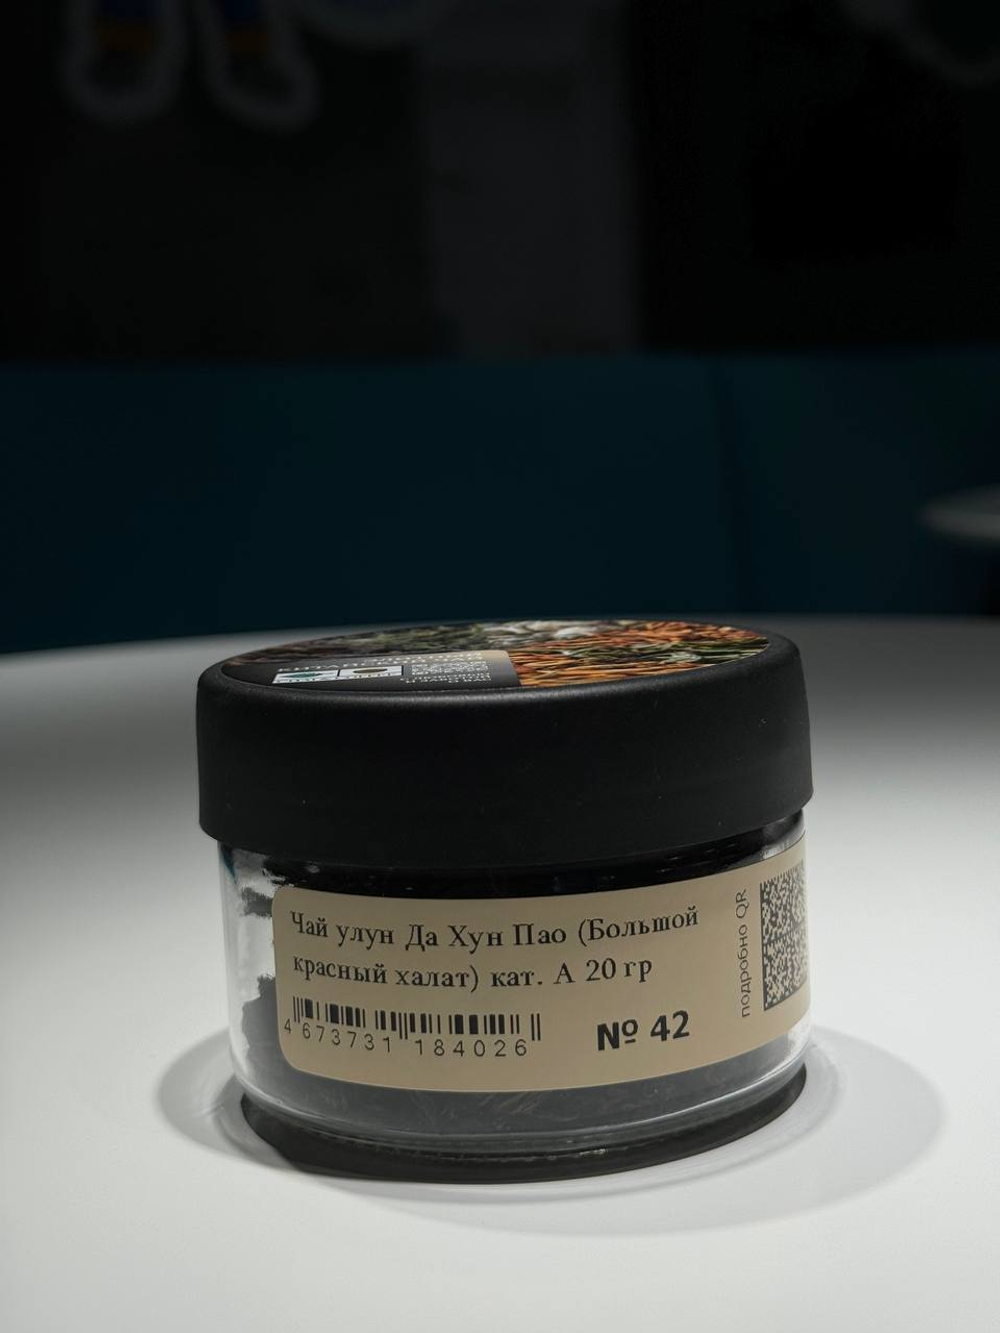 Чай улун Да Хун Пао (Большой
красный халат) кат. А 20 гр
4 673731 184026
№ 42
подробно QR